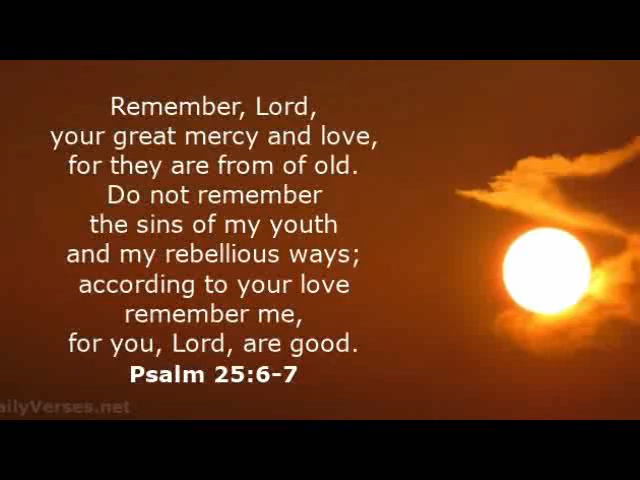 Remember, Lord,
your great mercy and love,
for they are from of old.
Do not remember
the sins of my youth
and my rebellious ways;
according to your love
remember me,
for you, Lord, are good.
Psalm 25:6-7
ailyVerses.net